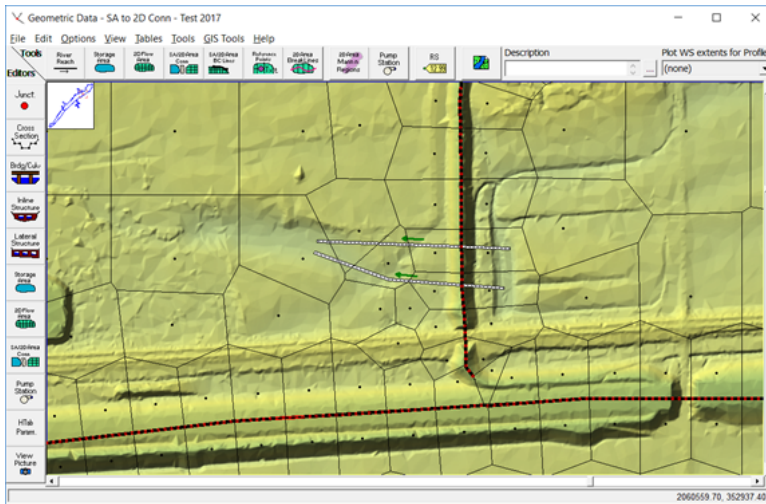 Geometric Data - SA to 2D Conn - Test 2017
File Edit Options View Tables Tools GIS Tools Help
Tools
Editors
River Reach
Storage Area
2D Flow Area
SA/2D Area Conn
SA/2D Area BC Lines
2D Area BreakLines
2D Area Mann n Regions
Pump Station
RS
Description
Plot WS extents for Profile
...
(none)
Junct.
Cross Section
Brdg/Culv
Inline Structure
Lateral Structure
Storage Area
2D Flow Area
SA/2D Area Conn
Pump Station
HTab Param.
View Picture
2060559.70, 352937.40